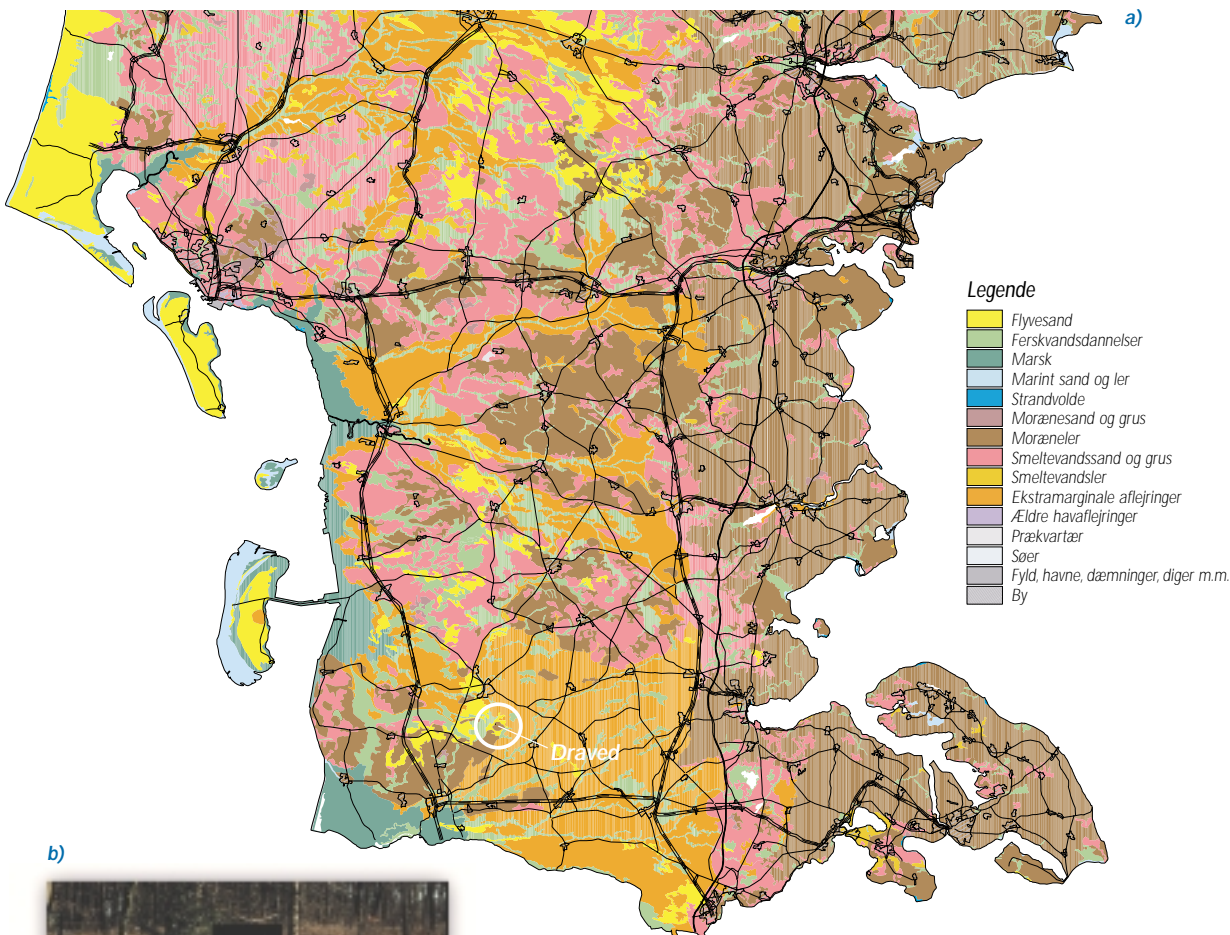 a)
Legende
Flyvesand
Ferskvandsdannelser
Marsk
Marint sand og ler
Strandvolde
Morænesand og grus
Moræneler
Smeltevandssand og grus
Smeltevandsler
Ekstramarginale aflejringer
Ældre havaflejringer
Prækvartær
Søer
Fyld, havne, dæmninger, diger m.m.
By
Draved
b)